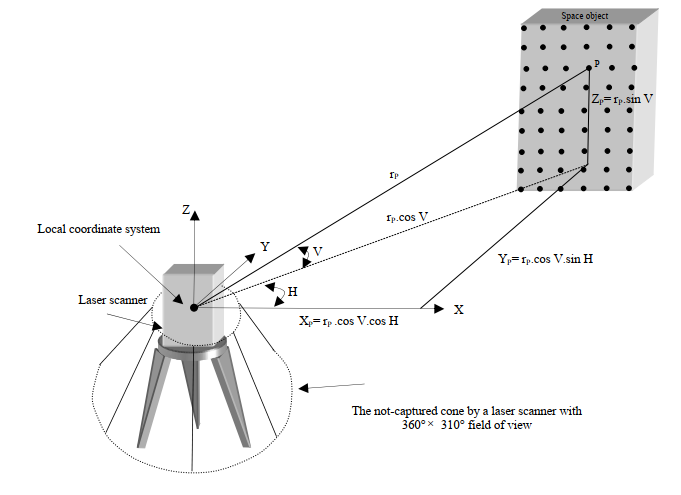 Space object
P
Zₚ= rₚ.sin V
rₚ
Z
rₚ.cos V
Local coordinate system
Y
V
Yₚ= rₚ.cos V.sin H
H
Laser scanner
X
Xₚ= rₚ .cos V.cos H
The not-captured cone by a laser scanner with
360°× 310° field of view